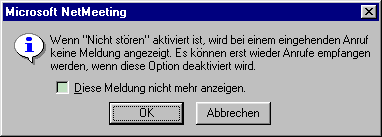 Microsoft NetMeeting
Wenn "Nicht stören" aktiviert ist, wird bei einem eingehenden Anruf
keine Meldung angezeigt. Es können erst wieder Anrufe empfangen
werden, wenn diese Option deaktiviert wird.
Diese Meldung nicht mehr anzeigen.
OK
Abbrechen